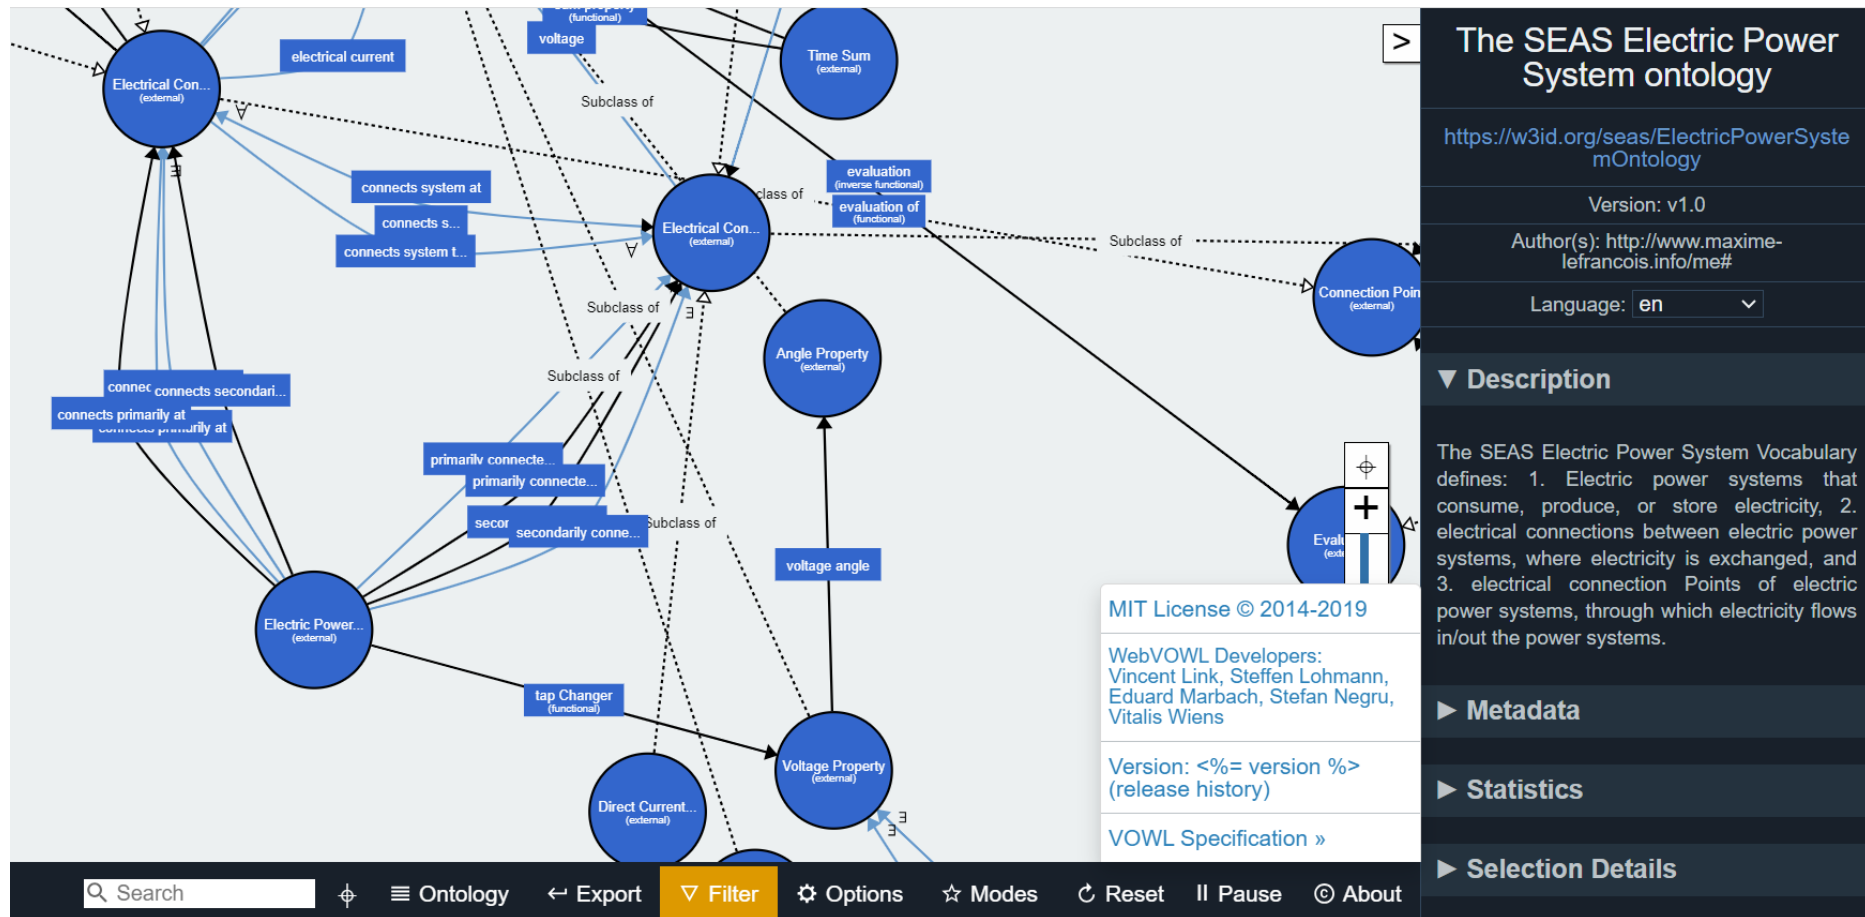 (functional)
voltage
electrical current
Time Sum
(external)
Electrical Con...
(external)
Subclass of
connects system at
connects s...
connects system t...
Electrical Con...
(external)
class of
evaluation
(inverse functional)
evaluation of
(functional)
Subclass of
Connection Poin
(external)
Subclass of
Subclass of
Angle Property
(external)
connec
connects secondari...
connects primarily at
connects primarily at
primarily connecte...
primarily connecte...
secor
secondarily conne...
Subclass of
voltage angle
Electric Power...
(external)
tap Changer
(functional)
Voltage Property
(external)
Direct Current...
(external)
Evalu
(exte
>
+
MIT License © 2014-2019
WebVOWL Developers:
Vincent Link, Steffen Lohmann,
Eduard Marbach, Stefan Negru,
Vitalis Wiens
Version: <%= version %>
(release history)
VOWL Specification »
Search
Ontology
Export
Filter
Options
Modes
Reset
Pause
About
The SEAS Electric Power
System ontology
https://w3id.org/seas/ElectricPowerSyste
mOntology
Version: v1.0
Author(s): http://www.maxime-
lefrancois.info/me#
Language: en
▼ Description
The SEAS Electric Power System Vocabulary
defines: 1. Electric power systems that
consume, produce, or store electricity, 2.
electrical connections between electric power
systems, where electricity is exchanged, and
3. electrical connection Points of electric
power systems, through which electricity flows
in/out the power systems.
► Metadata
► Statistics
► Selection Details